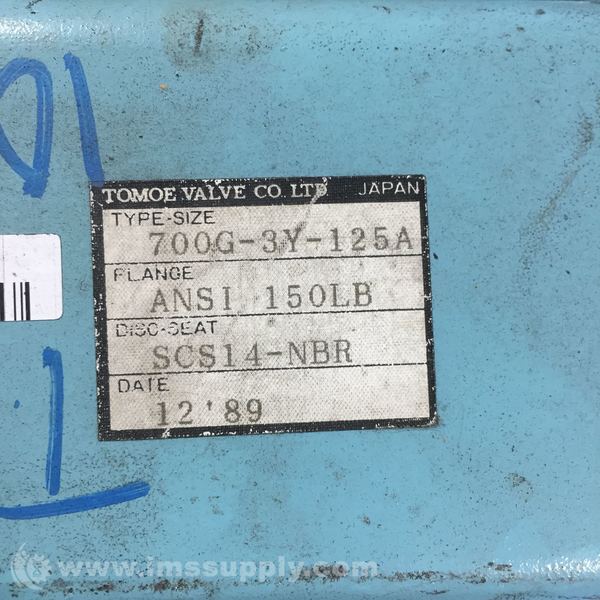 TOMOE VALVE CO. LTD JAPAN
TYPE-SIZE
700G-3Y-125A
FLANGE
ANSI 150LB
DISC-SEAT
SCS14-NBR
DATE
12'89
www.imssupply.com